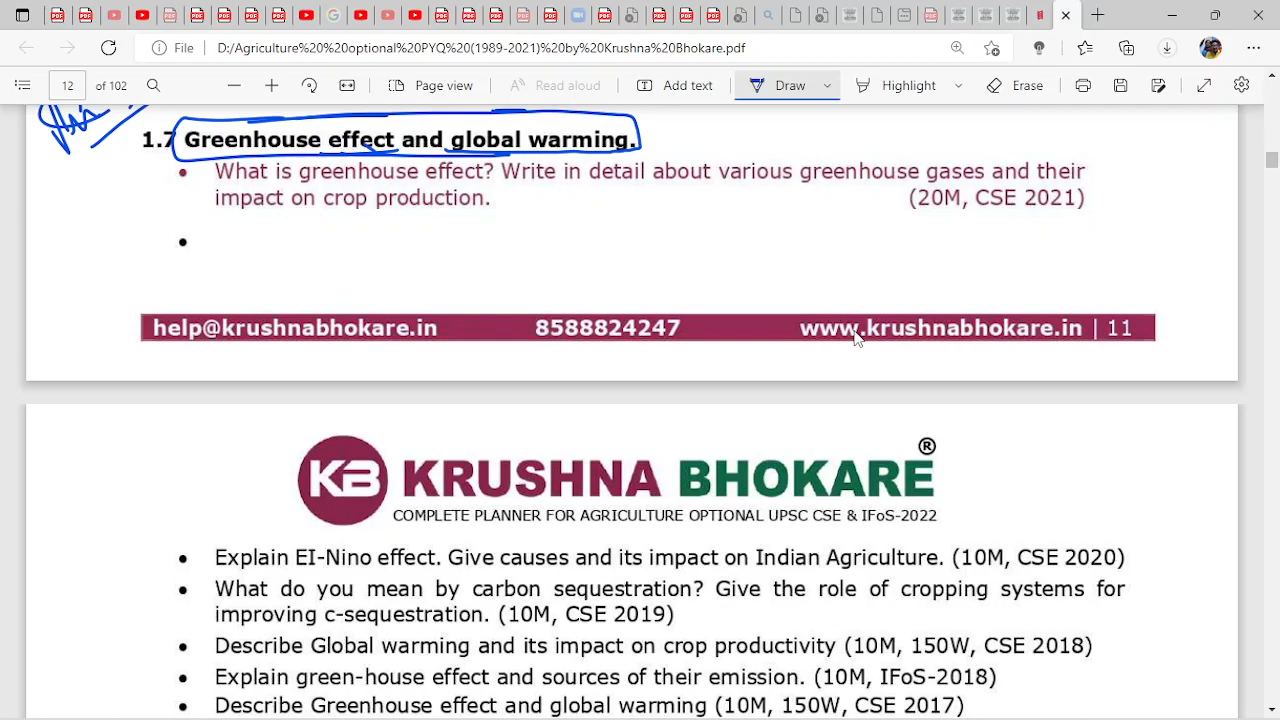 File
D:/Agriculture%20%20optional%20PYQ%20(1989-2021)%20by%20Krushna%20Bhokare.pdf
12 of 102
Page view
Read aloud
Add text
Draw
Highlight
Erase
1.7 Greenhouse effect and global warming.
• What is greenhouse effect? Write in detail about various greenhouse gases and their
impact on crop production. (20M, CSE 2021)
•
help@krushnabhokare.in 8588824247 www.krushnabhokare.in | 11
KB KRUSHNA BHOKARE ®
COMPLETE PLANNER FOR AGRICULTURE OPTIONAL UPSC CSE & IFoS-2022
• Explain EI-Nino effect. Give causes and its impact on Indian Agriculture. (10M, CSE 2020)
• What do you mean by carbon sequestration? Give the role of cropping systems for
improving c-sequestration. (10M, CSE 2019)
• Describe Global warming and its impact on crop productivity (10M, 150W, CSE 2018)
• Explain green-house effect and sources of their emission. (10M, IFoS-2018)
• Describe Greenhouse effect and global warming (10M, 150W, CSE 2017)